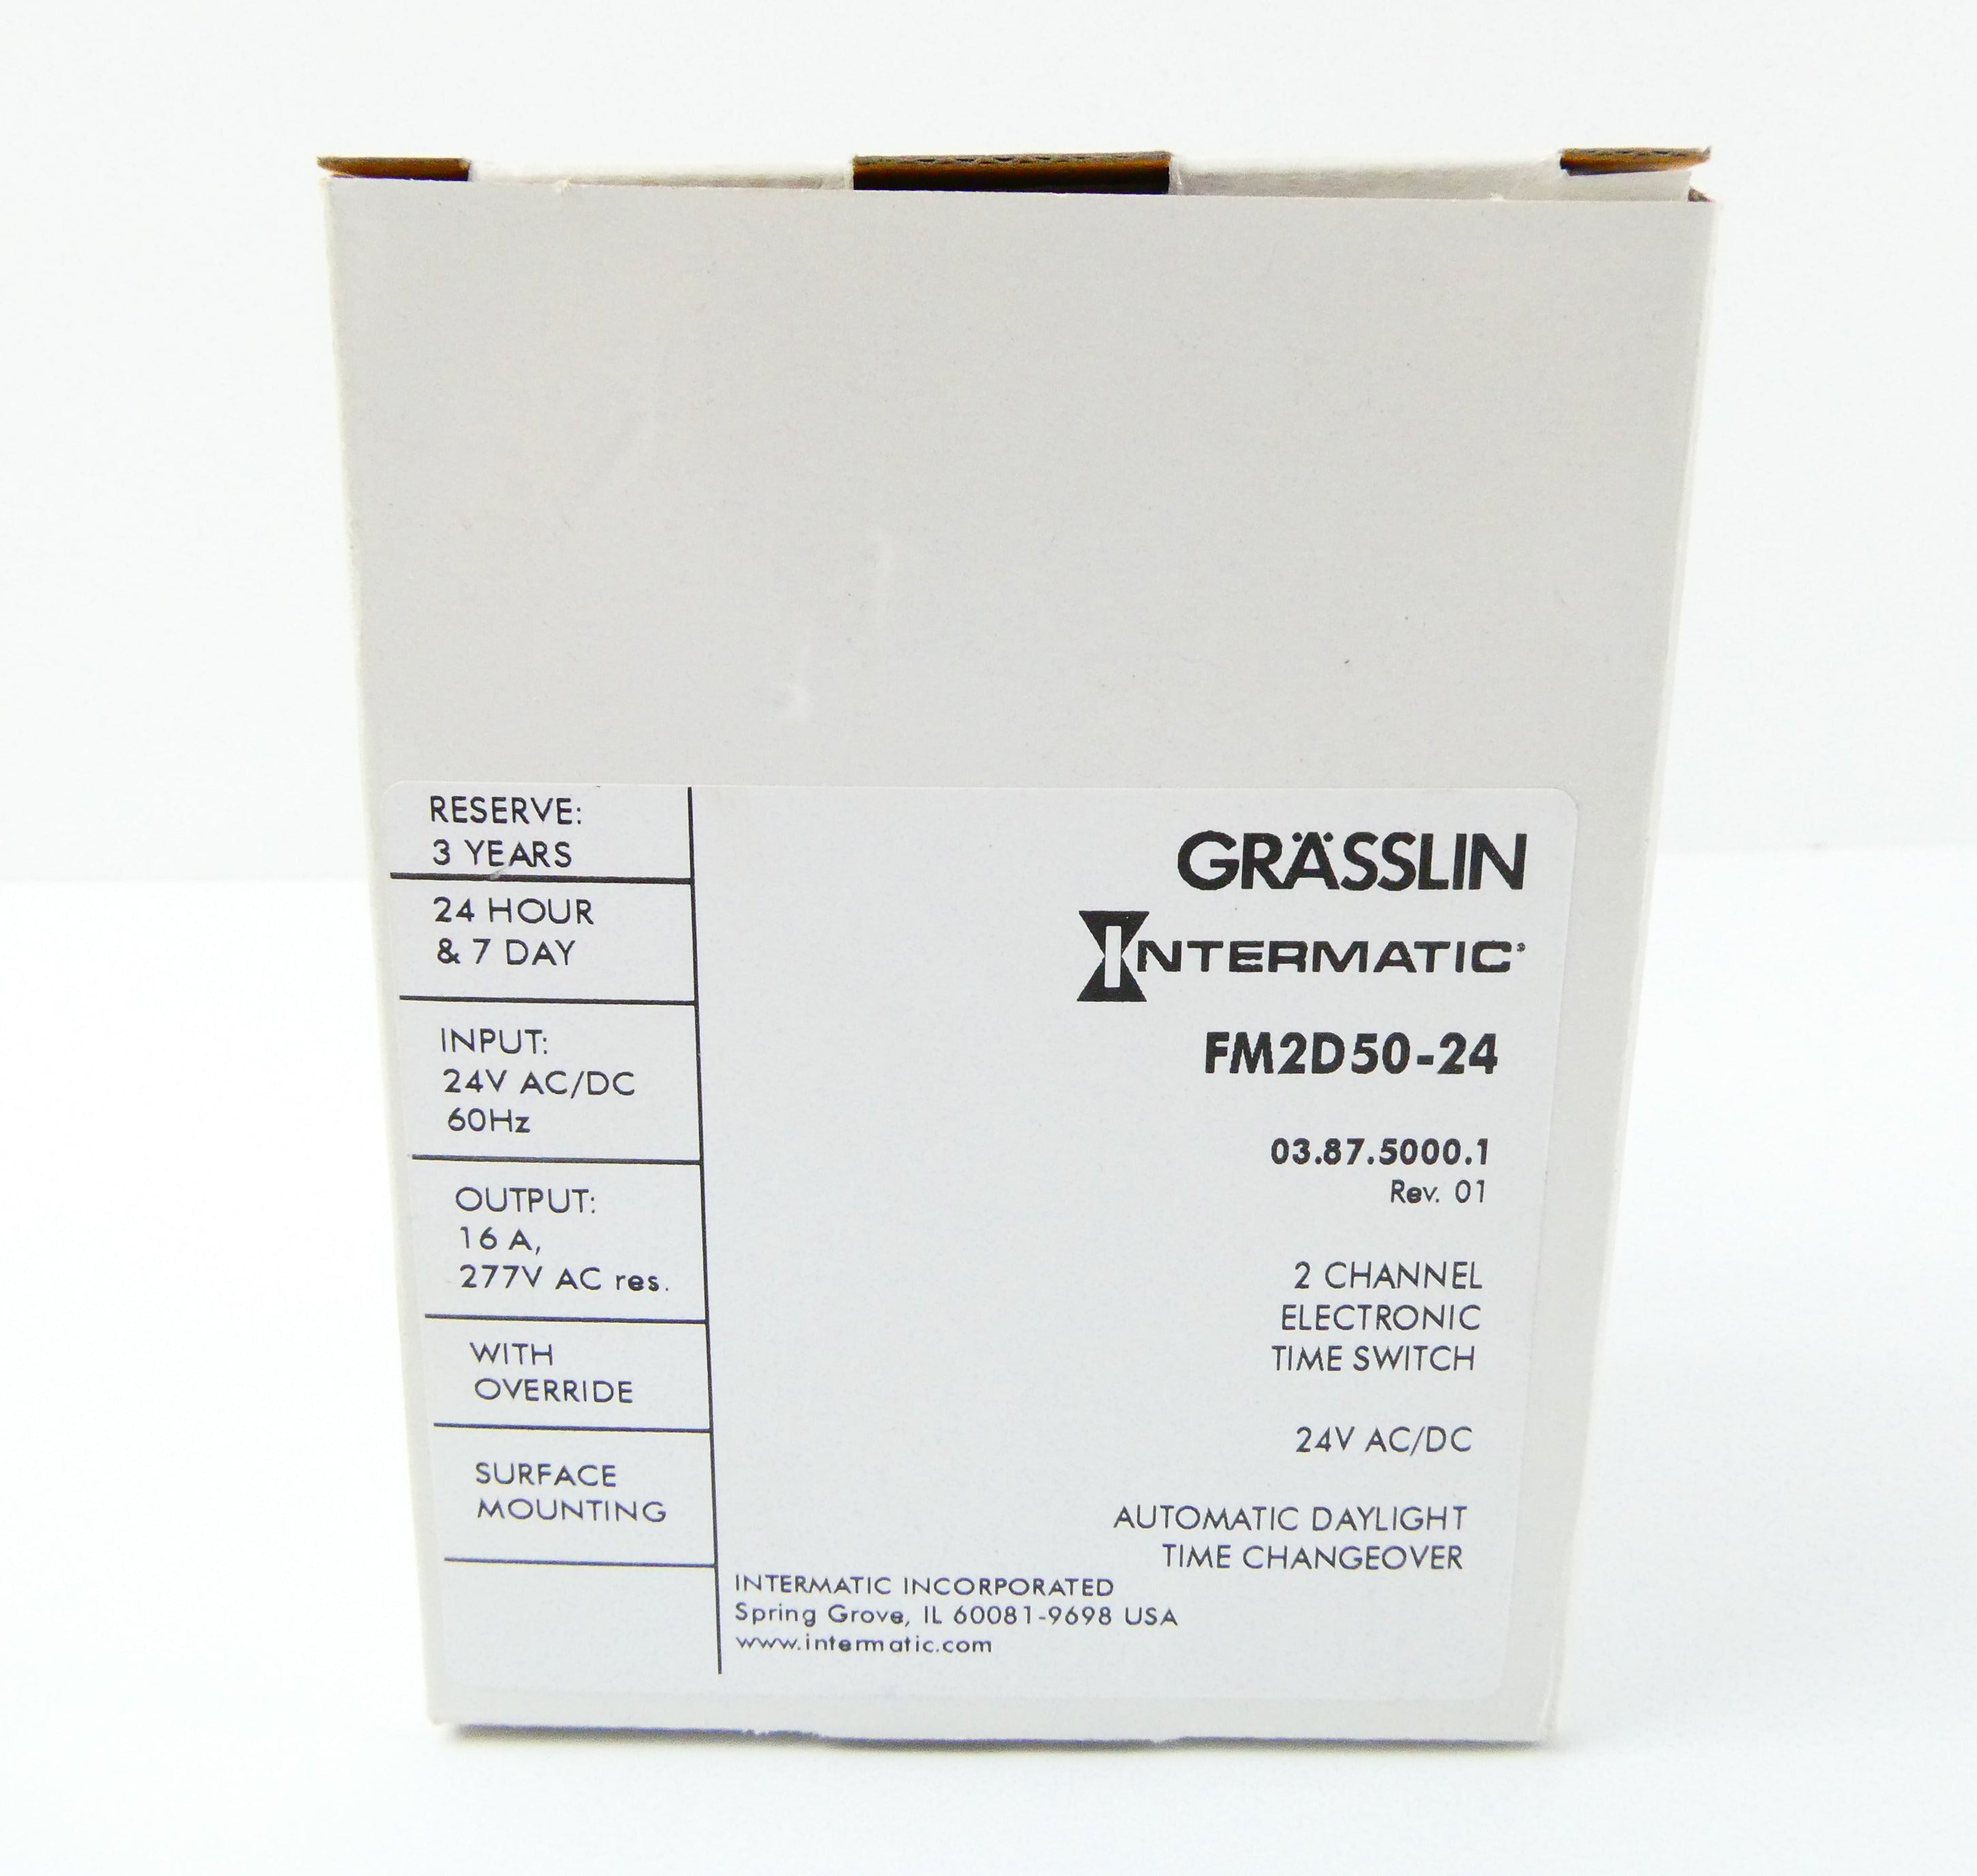 RESERVE:
3 YEARS
24 HOUR
& 7 DAY
INPUT:
24V AC/DC
60Hz
OUTPUT:
16 A,
277V AC res.
WITH
OVERRIDE
SURFACE
MOUNTING
GRÄSSLIN
INTERMATIC®
FM2D50-24
03.87.5000.1
Rev. 01
2 CHANNEL
ELECTRONIC
TIME SWITCH
24V AC/DC
AUTOMATIC DAYLIGHT
TIME CHANGEOVER
INTERMATIC INCORPORATED
Spring Grove, IL 60081-9698 USA
www.intermatic.com